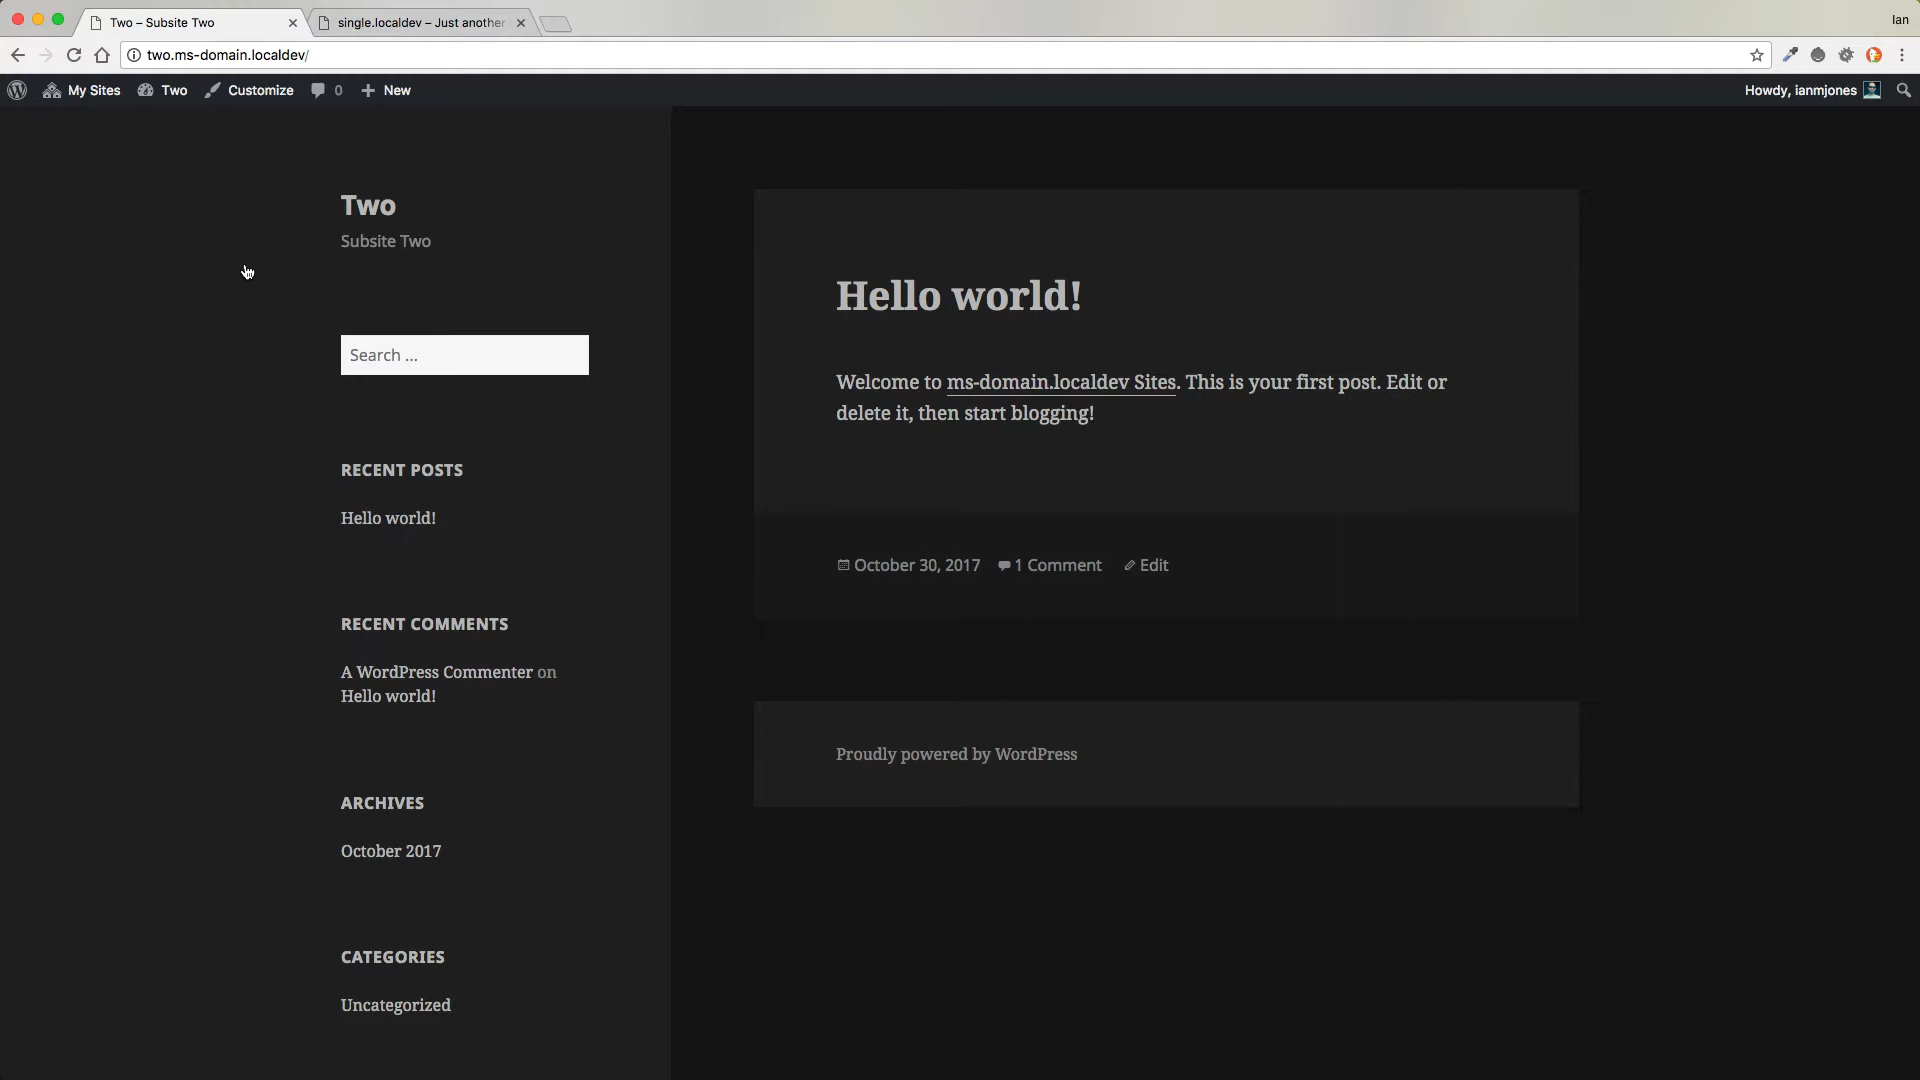 Two – Subsite Two
single.localdev – Just another
Ian
two.ms-domain.localdev/
My Sites
Two
Customize
0
New
Howdy, ianmjones
Two
Subsite Two
Search ...
RECENT POSTS
Hello world!
RECENT COMMENTS
A WordPress Commenter on
Hello world!
ARCHIVES
October 2017
CATEGORIES
Uncategorized
Hello world!
Welcome to ms-domain.localdev Sites. This is your first post. Edit or
delete it, then start blogging!
October 30, 2017 1 Comment Edit
Proudly powered by WordPress